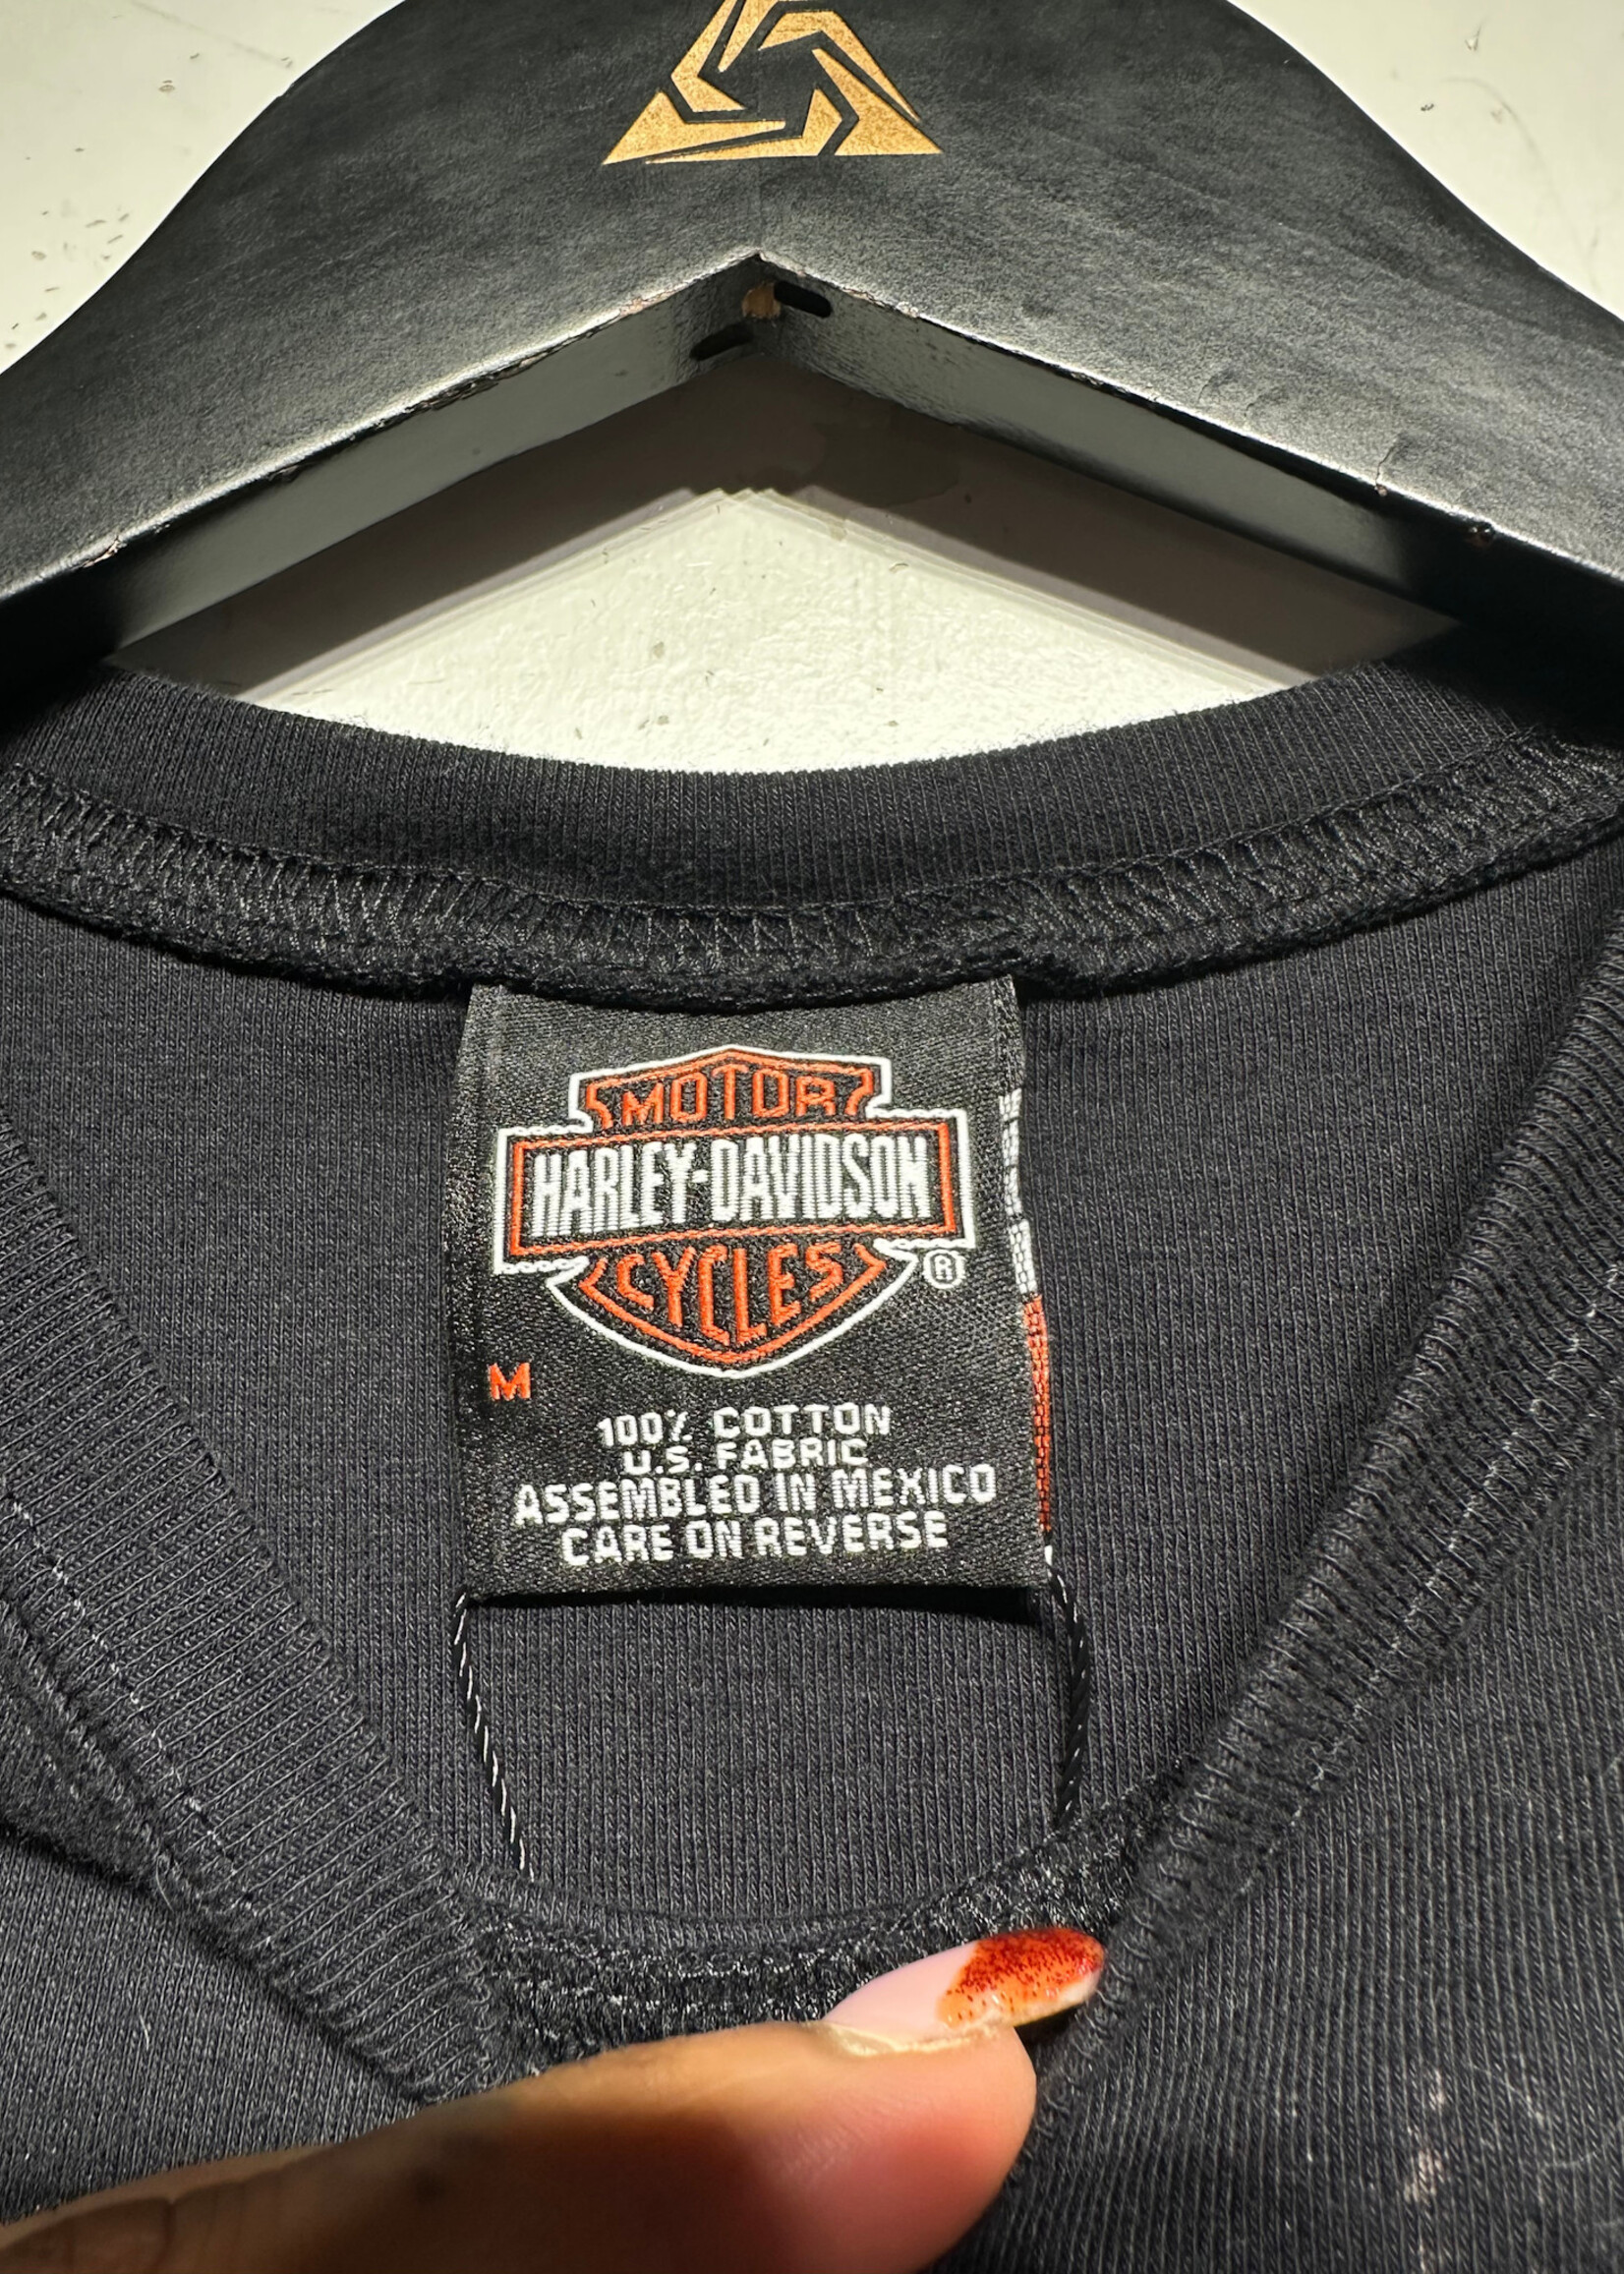 MOTOR
HARLEY-DAVIDSON
CYCLES
®
M
100% COTTON
U.S. FABRIC
ASSEMBLED IN MEXICO
CARE ON REVERSE